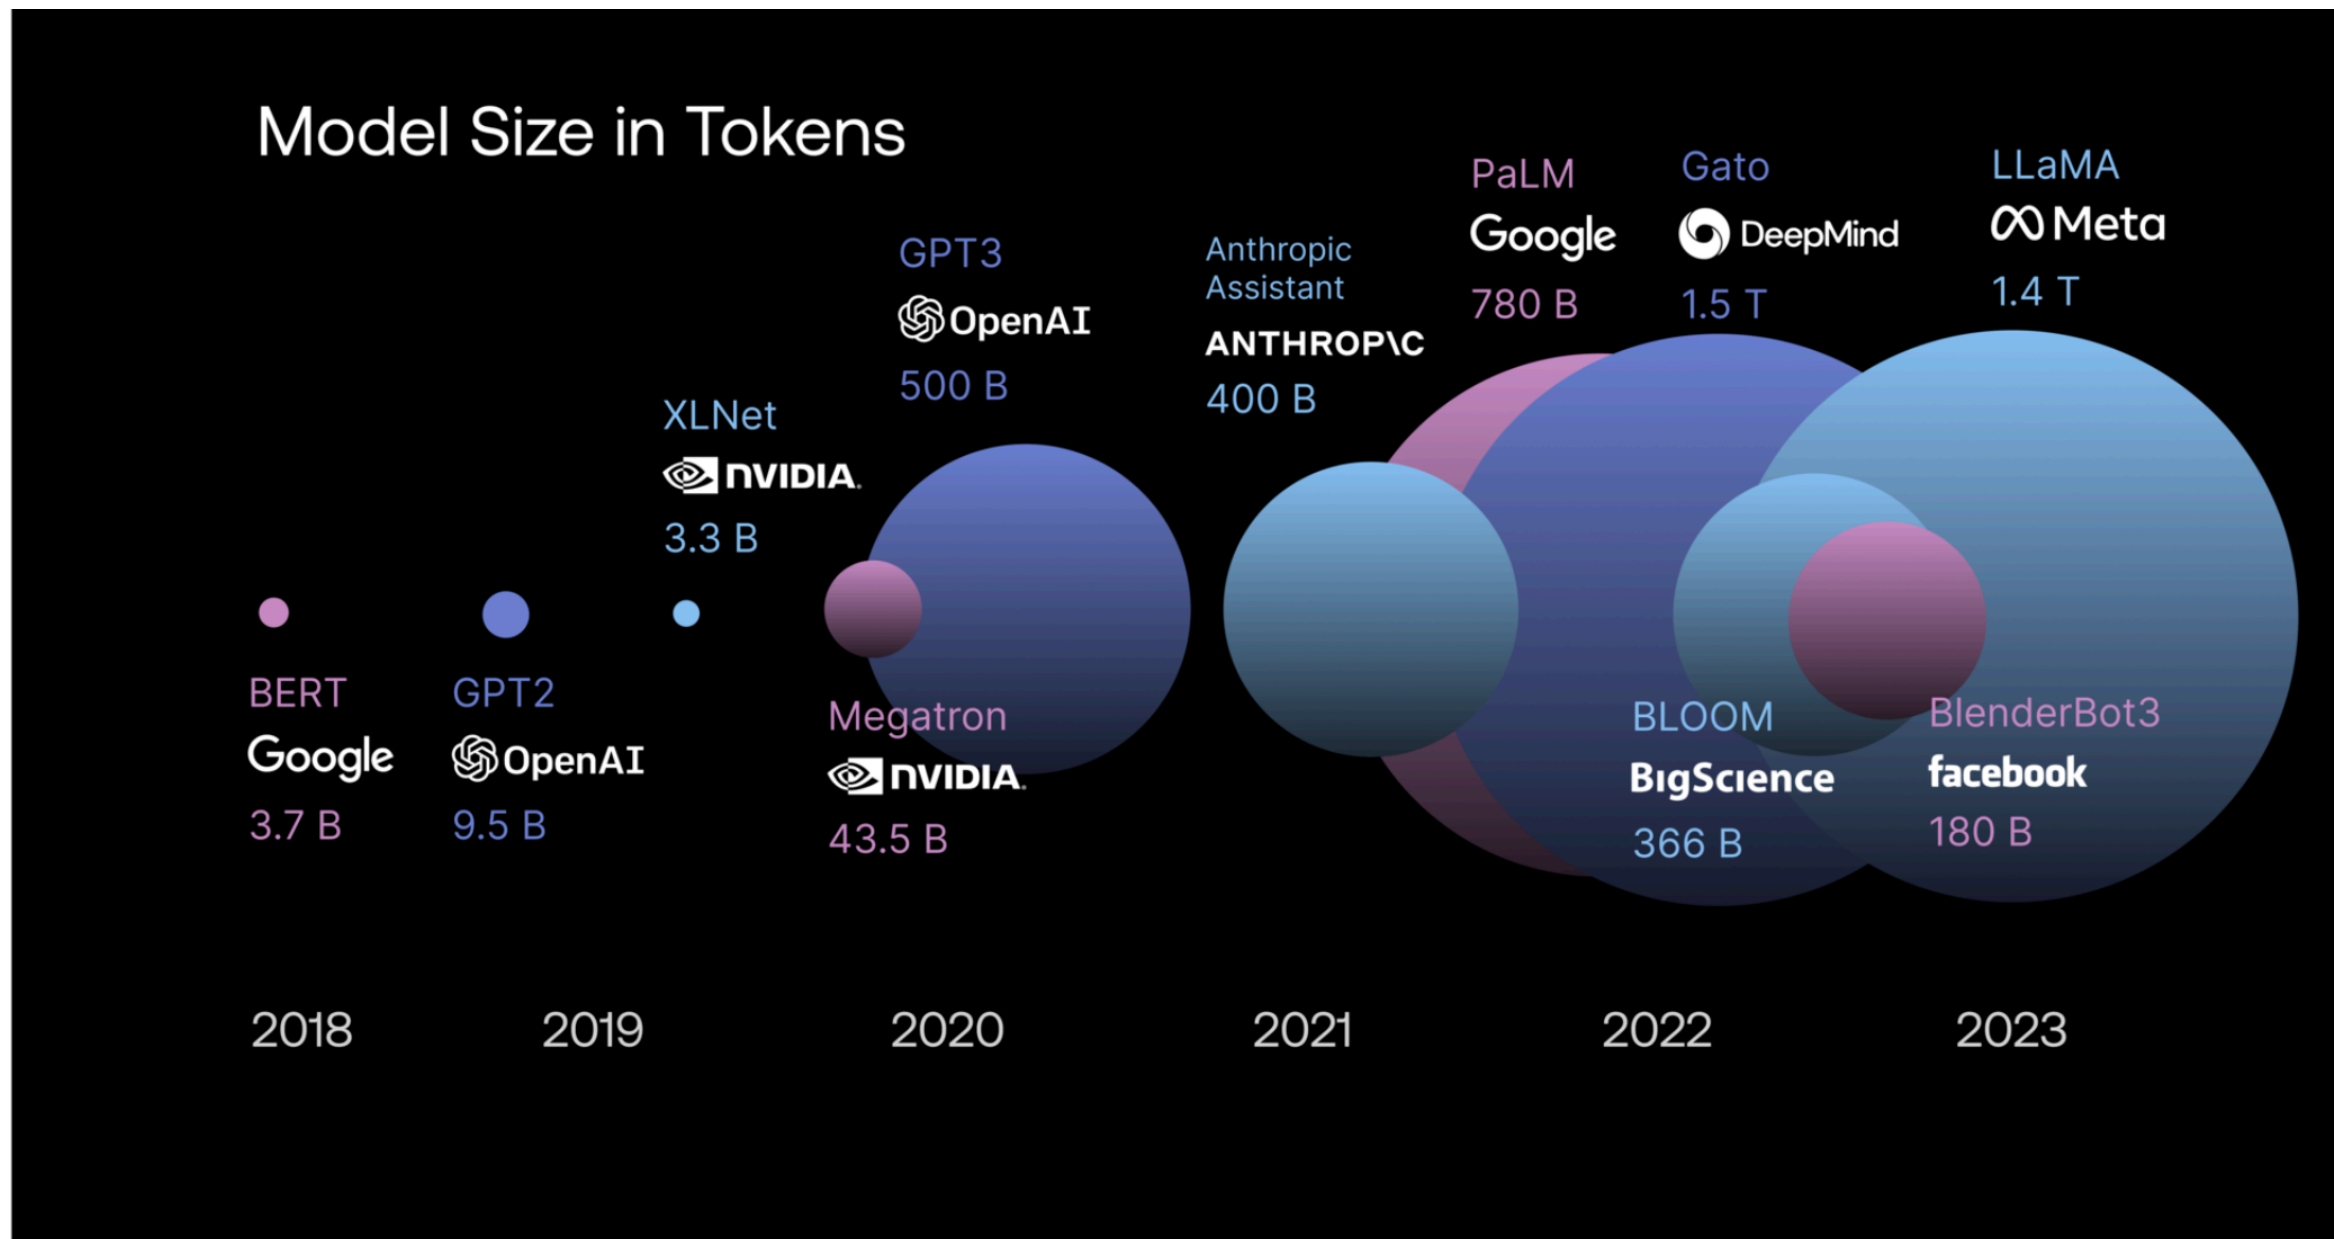 Model Size in Tokens
BERT
Google
3.7 B
GPT2
OpenAI
9.5 B
XLNet
NVIDIA.
3.3 B
Megatron
NVIDIA.
43.5 B
GPT3
OpenAI
500 B
Anthropic
Assistant
ANTHROP\C
400 B
PaLM
Google
780 B
Gato
DeepMind
1.5 T
BLOOM
BigScience
366 B
BlenderBot3
facebook
180 B
LLaMA
Meta
1.4 T
2018 2019 2020 2021 2022 2023